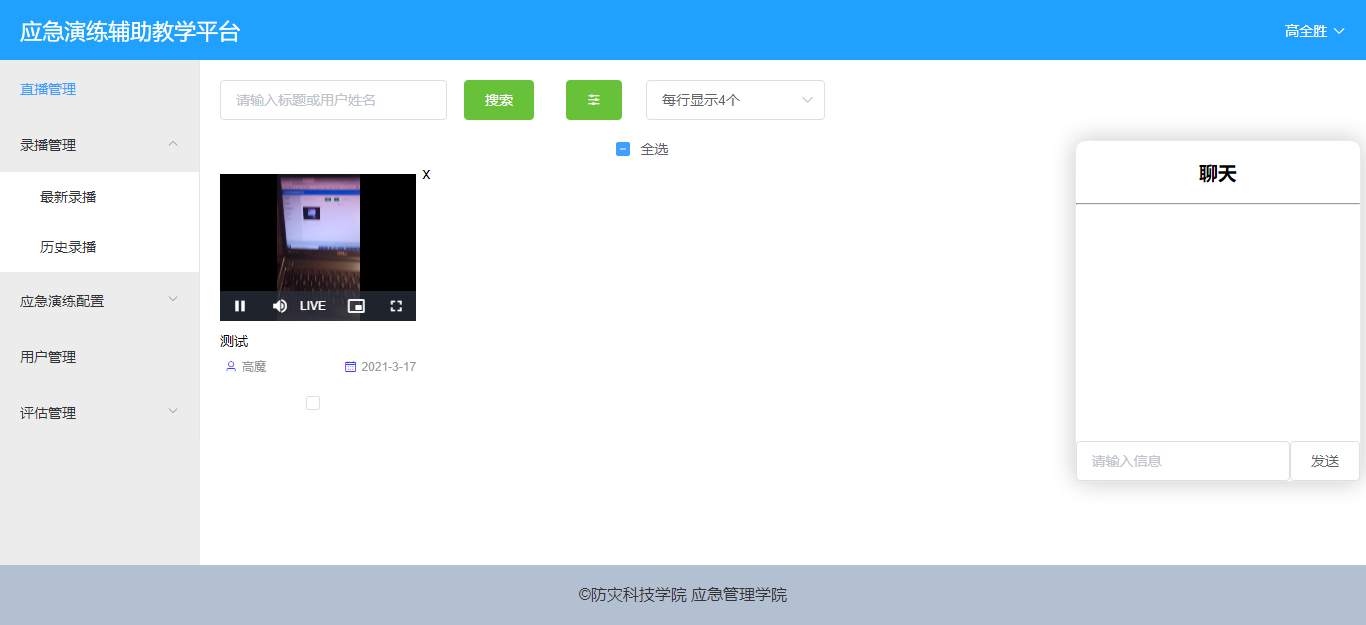 应急演练辅助教学平台
高全胜
直播管理
录播管理
最新录播
历史录播
应急演练配置
用户管理
评估管理
请输入标题或用户姓名
搜索
每行显示4个
全选
X
LIVE
测试
高魔
2021-3-17
聊天
请输入信息
发送
©防灾科技学院 应急管理学院